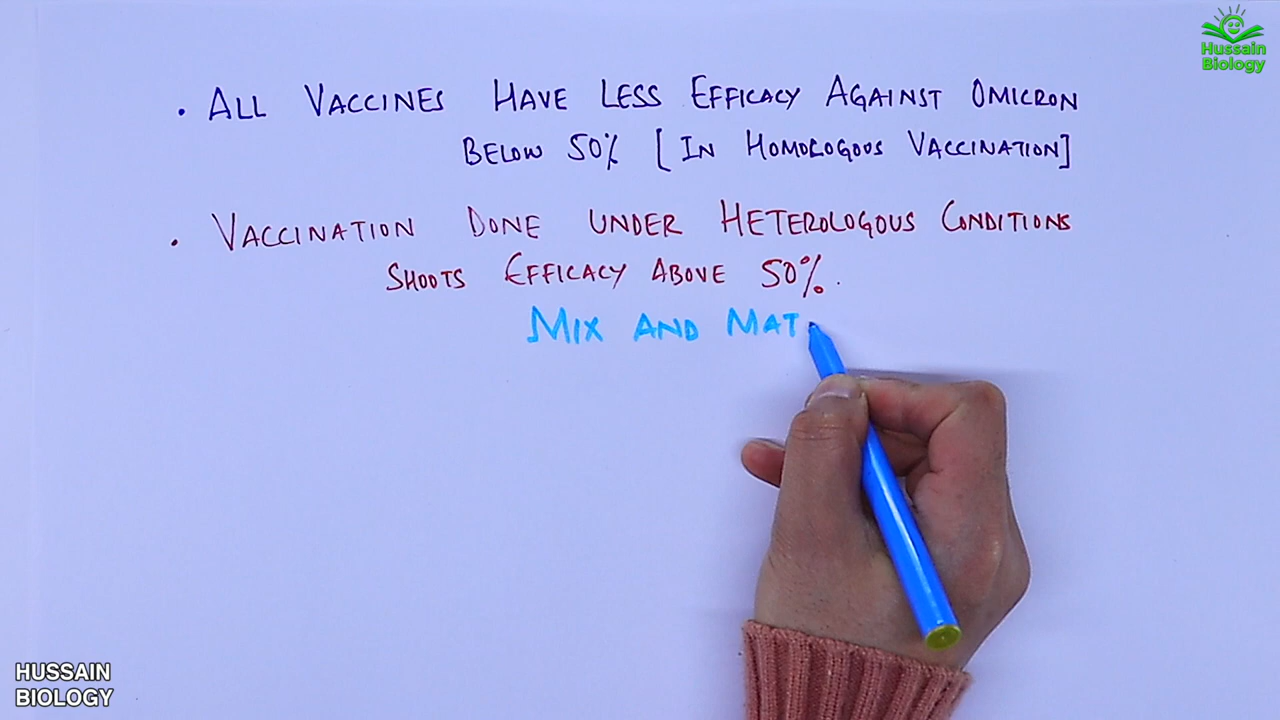 Hussain
Biology
. ALL VACCINES HAVE LESS EFFICACY AGAINST OMICRON
BELOW 50% [IN HOMOLOGOUS VACCINATION]
. VACCINATION DONE UNDER HETEROLOGOUS CONDITIONS
SHOOTS EFFICACY ABOVE 50%.
MIX AND MAT
HUSSAIN
BIOLOGY